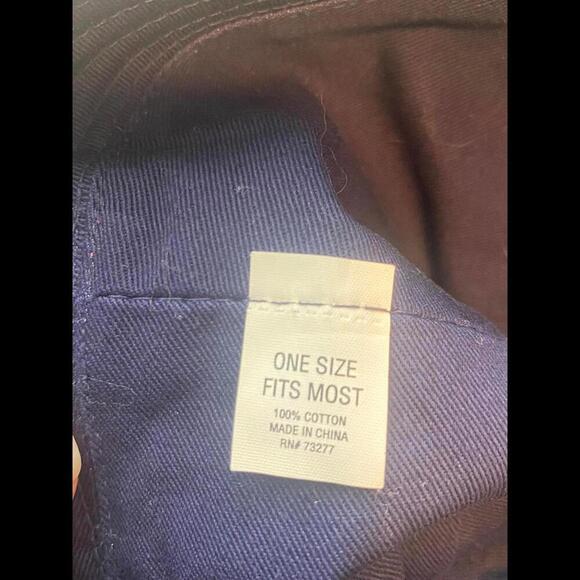 ONE SIZE
FITS MOST
100% COTTON
MADE IN CHINA
RN# 73277